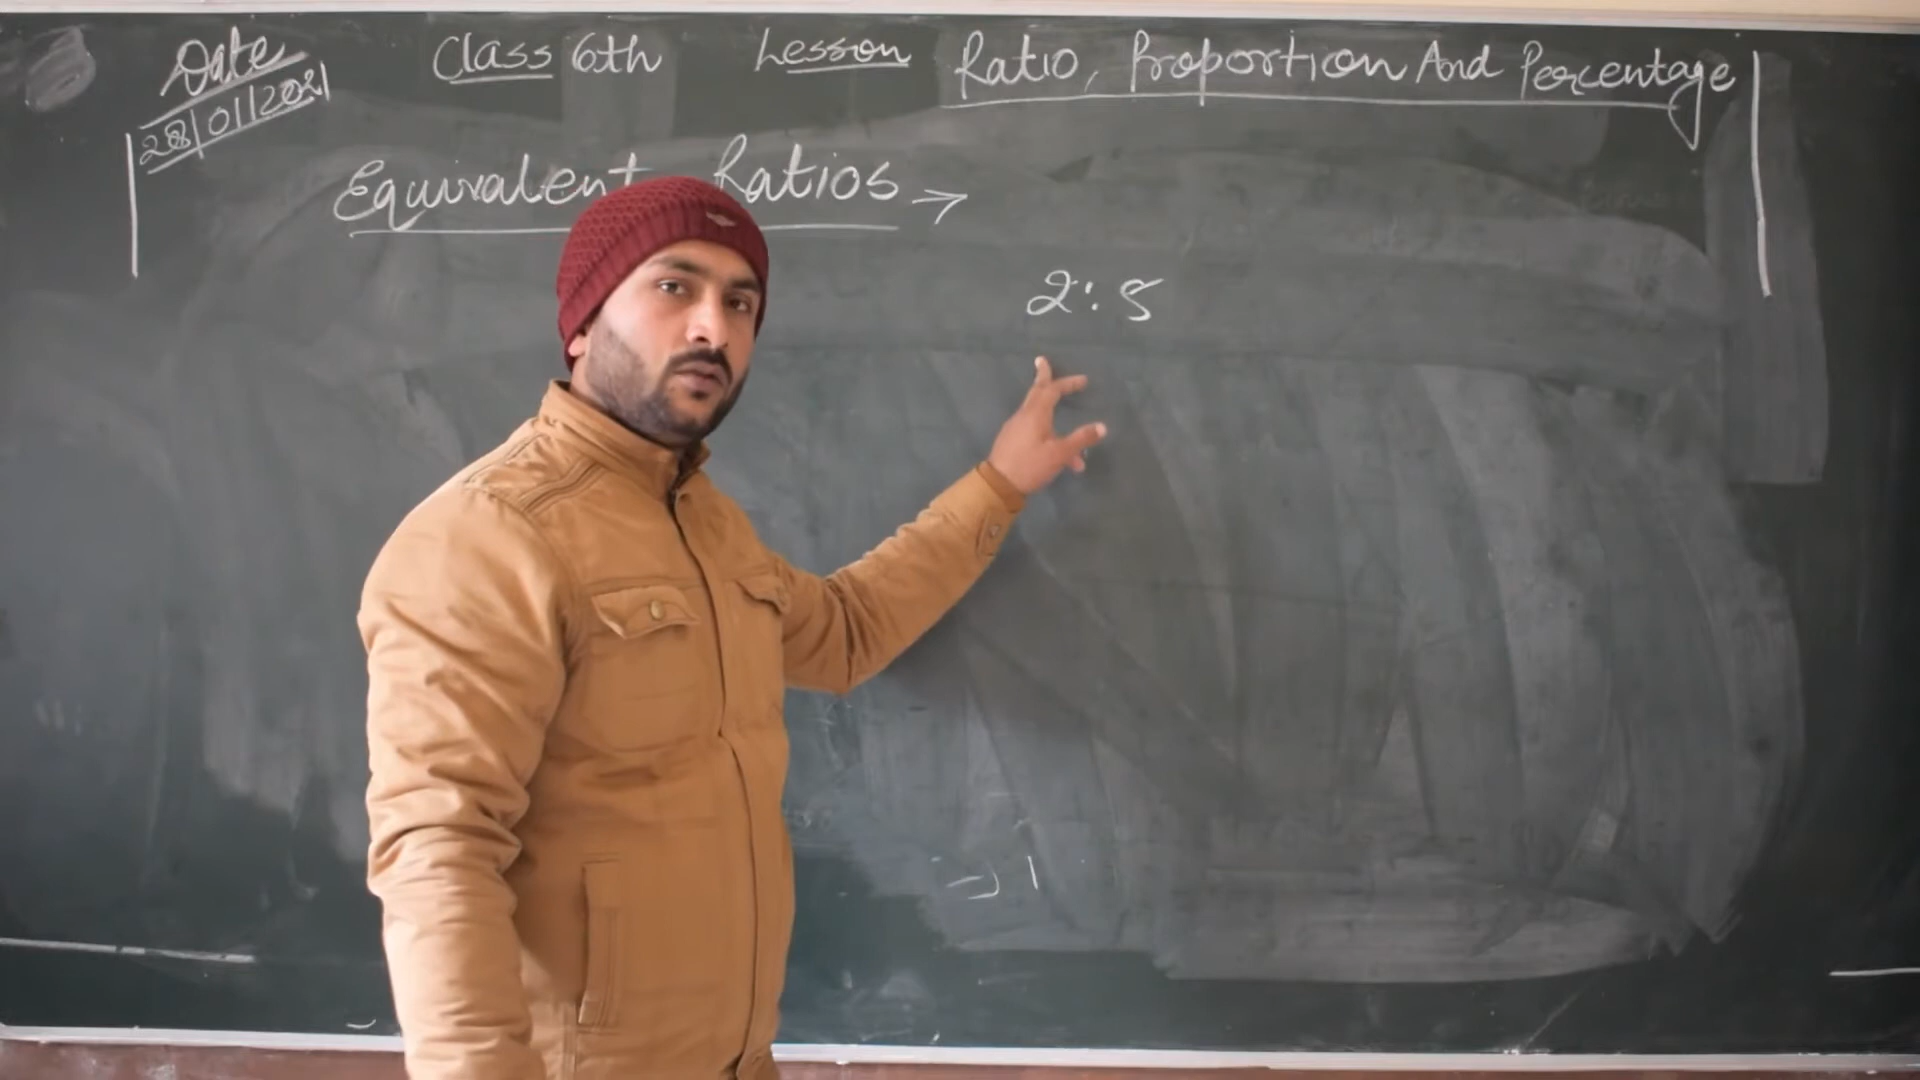 Date Class 6th Lesson Ratio, Proportion And Percentage
28/01/2021
Equivalent Ratios →
2:5